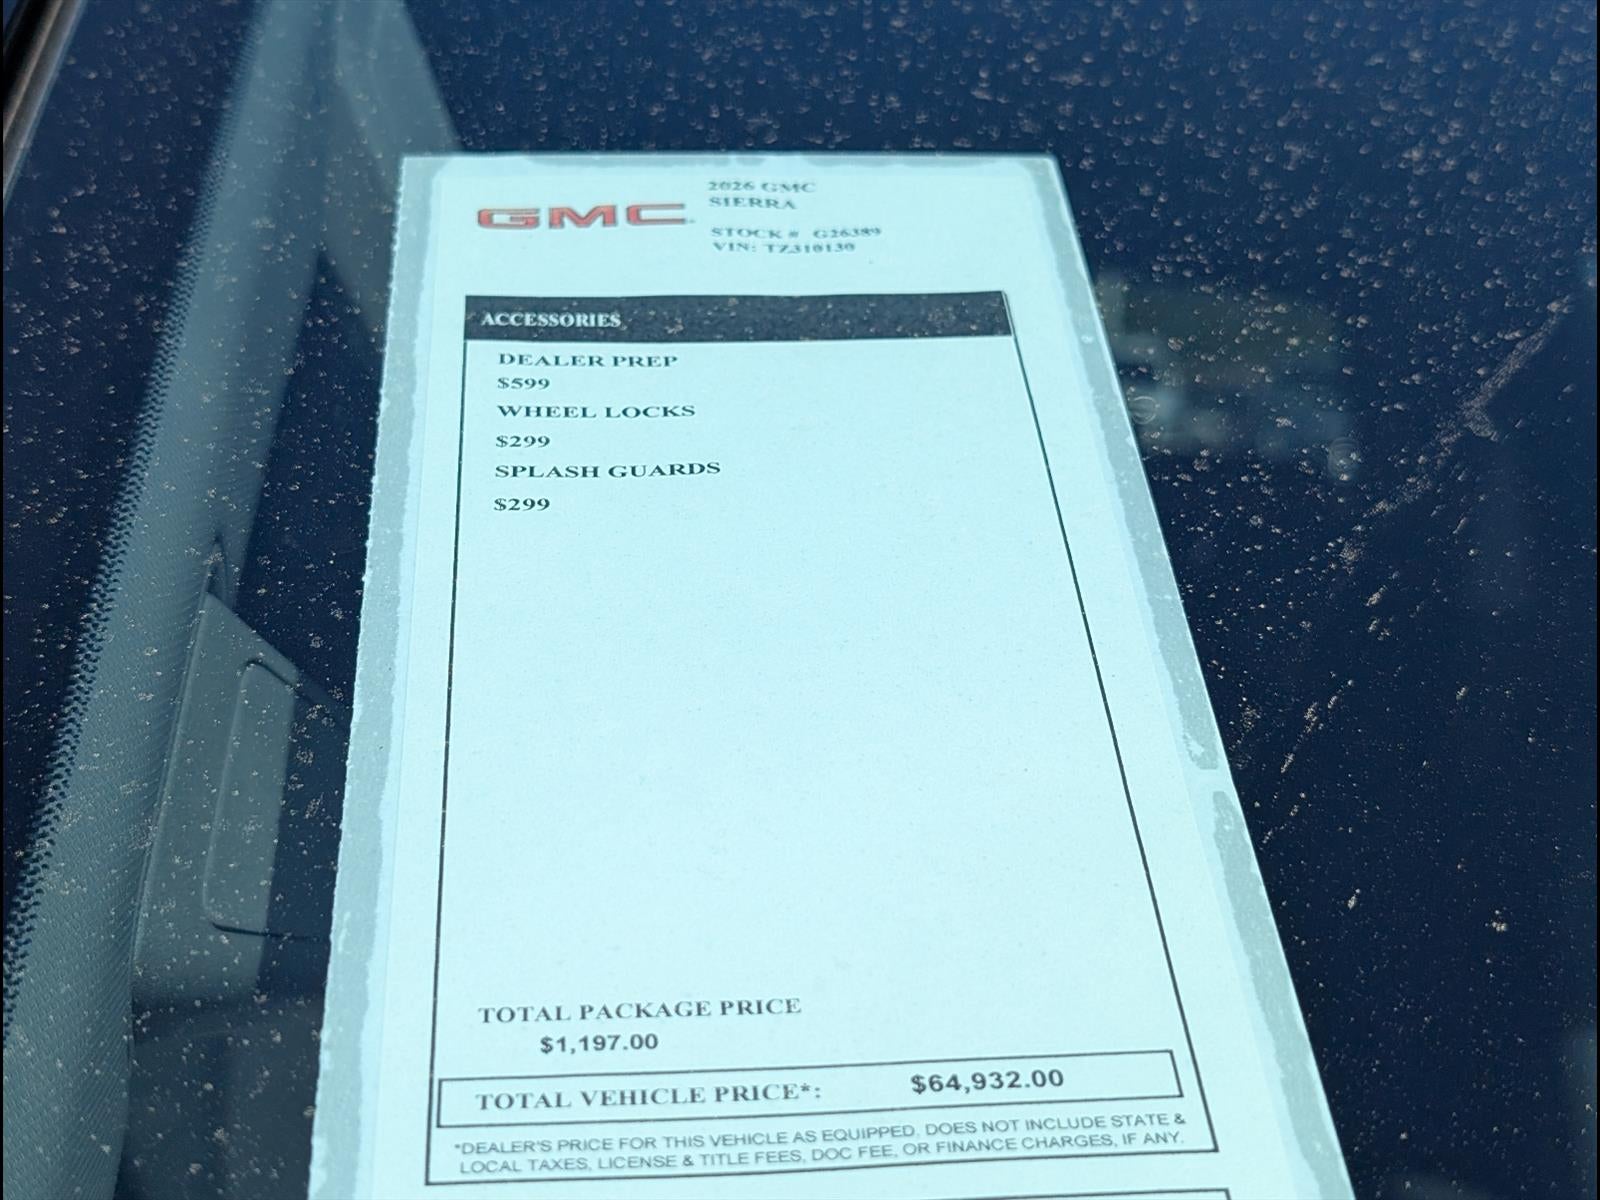 GMC
2026 GMC
SIERRA
STOCK # G26389
VIN: TZ310130
ACCESSORIES
DEALER PREP
$599
WHEEL LOCKS
$299
SPLASH GUARDS
$299
TOTAL PACKAGE PRICE
$1,197.00
TOTAL VEHICLE PRICE*: $64,932.00
*DEALER'S PRICE FOR THIS VEHICLE AS EQUIPPED. DOES NOT INCLUDE STATE &
LOCAL TAXES, LICENSE & TITLE FEES, DOC FEE, OR FINANCE CHARGES, IF ANY.